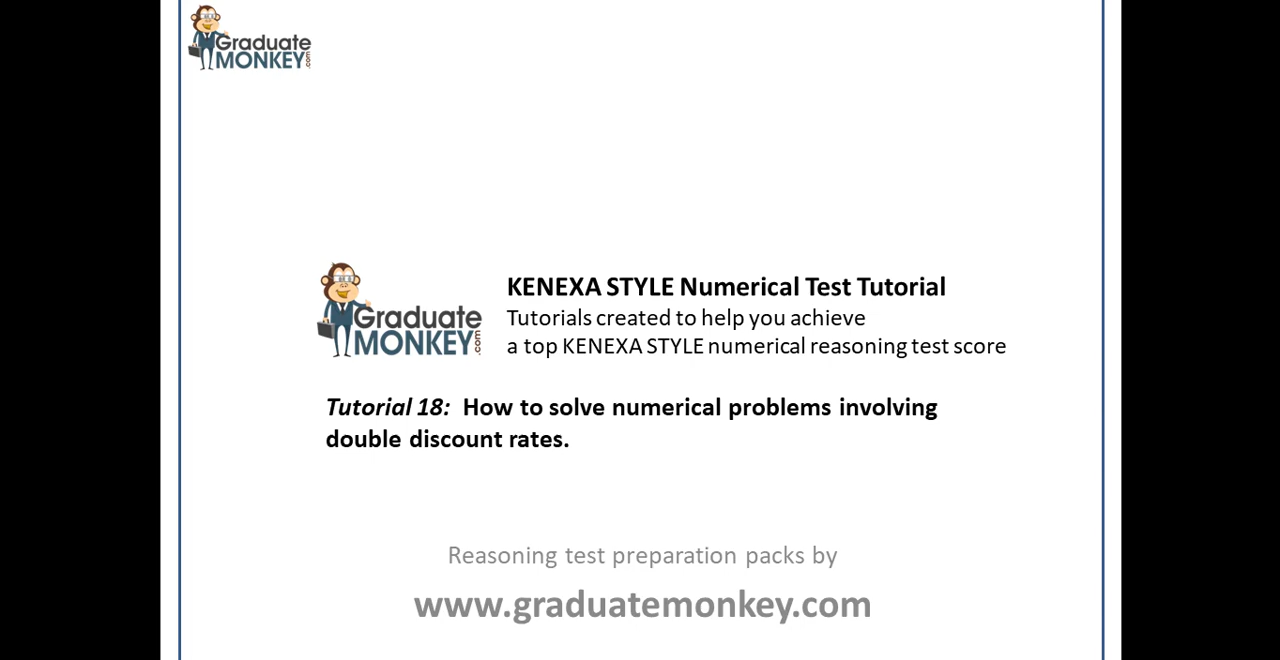 Graduate
MONKEY.com
KENEXA STYLE Numerical Test Tutorial
Tutorials created to help you achieve
a top KENEXA STYLE numerical reasoning test score
Graduate
MONKEY.com
Tutorial 18: How to solve numerical problems involving
double discount rates.
Reasoning test preparation packs by
www.graduatemonkey.com